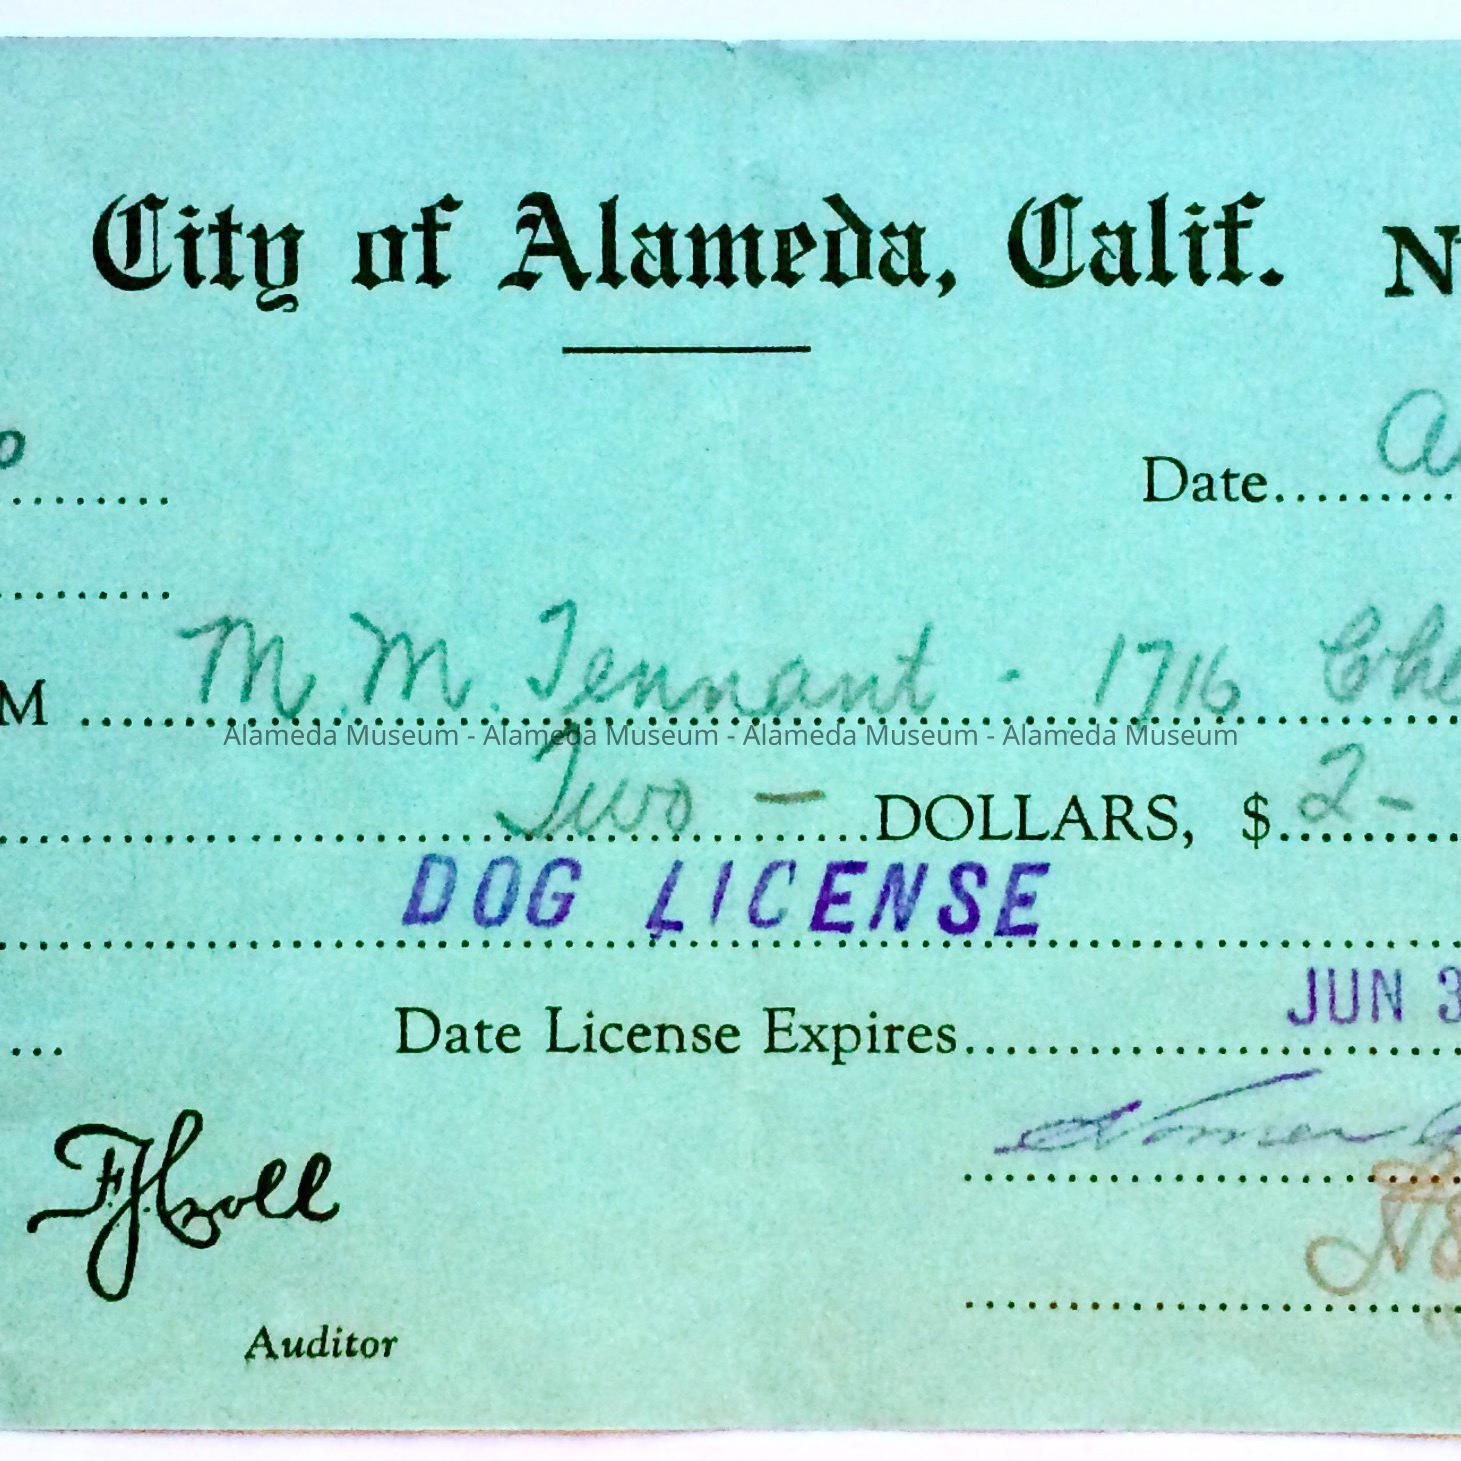 City of Alameda, Calif.
Date
M M. M. Tennant - 1716
Alameda Museum - Alameda Museum - Alameda Museum - Alameda Museum
Two — DOLLARS, $ 2-
DOG LICENSE
JUN
Date License Expires
Auditor